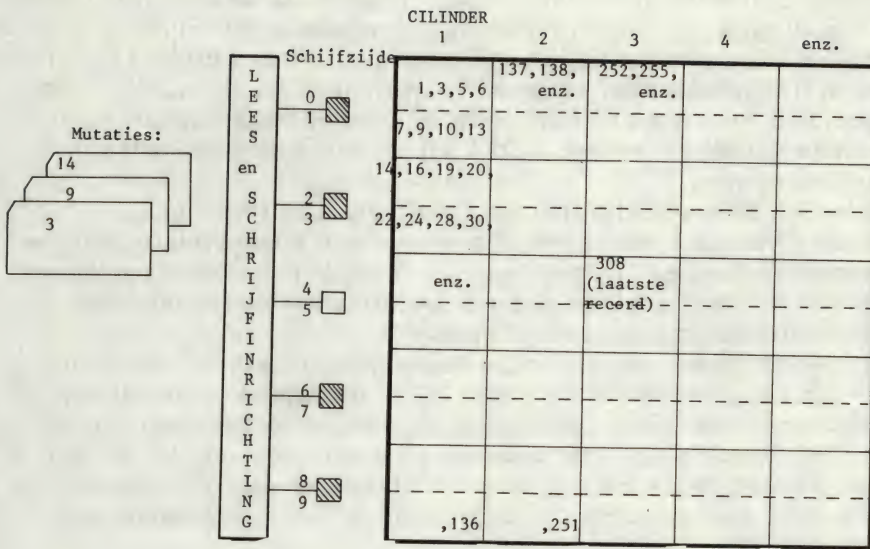 CILINDER
1 2 3 4 enz.
Schijfzijde
LEES en SCHRIJFINRICHTING
Mutaties:
14
9
3
0
1
2
3
4
5
6
7
8
9
1,3,5,6
137,138,
enz.
252,255,
enz.
7,9,10,13
14,16,19,20,
22,24,28,30,
enz.
308
(laatste
record)
,136
,251